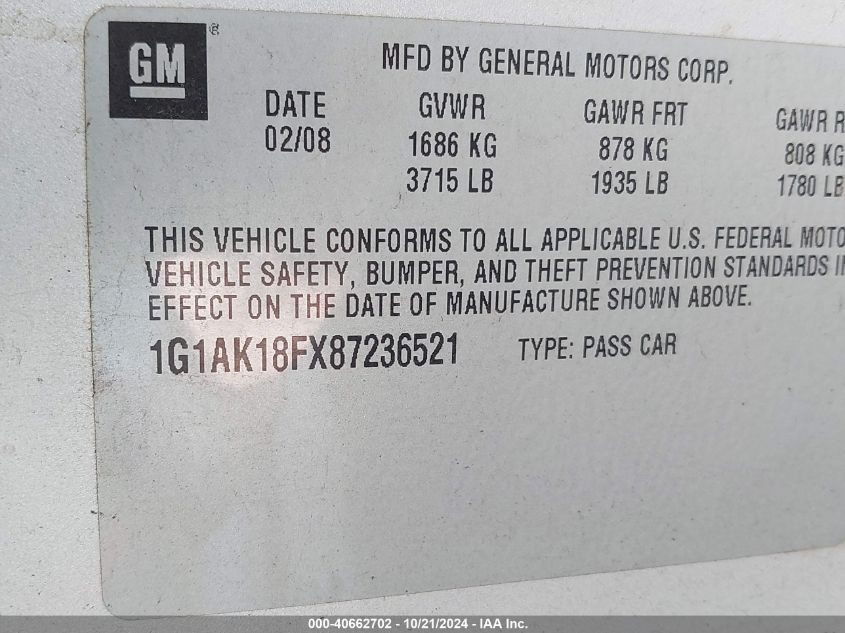 GM ®
MFD BY GENERAL MOTORS CORP.
DATE GVWR GAWR FRT GAWR R
02/08 1686 KG 878 KG 808 KG
3715 LB 1935 LB 1780 LB
THIS VEHICLE CONFORMS TO ALL APPLICABLE U.S. FEDERAL MOTO
VEHICLE SAFETY, BUMPER, AND THEFT PREVENTION STANDARDS IN
EFFECT ON THE DATE OF MANUFACTURE SHOWN ABOVE.
1G1AK18FX87236521 TYPE: PASS CAR
000-40662702 - 10/21/2024 - IAA Inc.